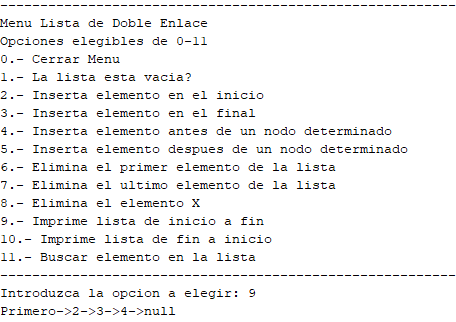 ---------------------------------------------------------
Menu Lista de Doble Enlace
Opciones elegibles de 0-11
0.- Cerrar Menu
1.- La lista esta vacia?
2.- Inserta elemento en el inicio
3.- Inserta elemento en el final
4.- Inserta elemento antes de un nodo determinado
5.- Inserta elemento despues de un nodo determinado
6.- Elimina el primer elemento de la lista
7.- Elimina el ultimo elemento de la lista
8.- Elimina el elemento X
9.- Imprime lista de inicio a fin
10.- Imprime lista de fin a inicio
11.- Buscar elemento en la lista
---------------------------------------------------------
Introduzca la opcion a elegir: 9
Primero->2->3->4->null